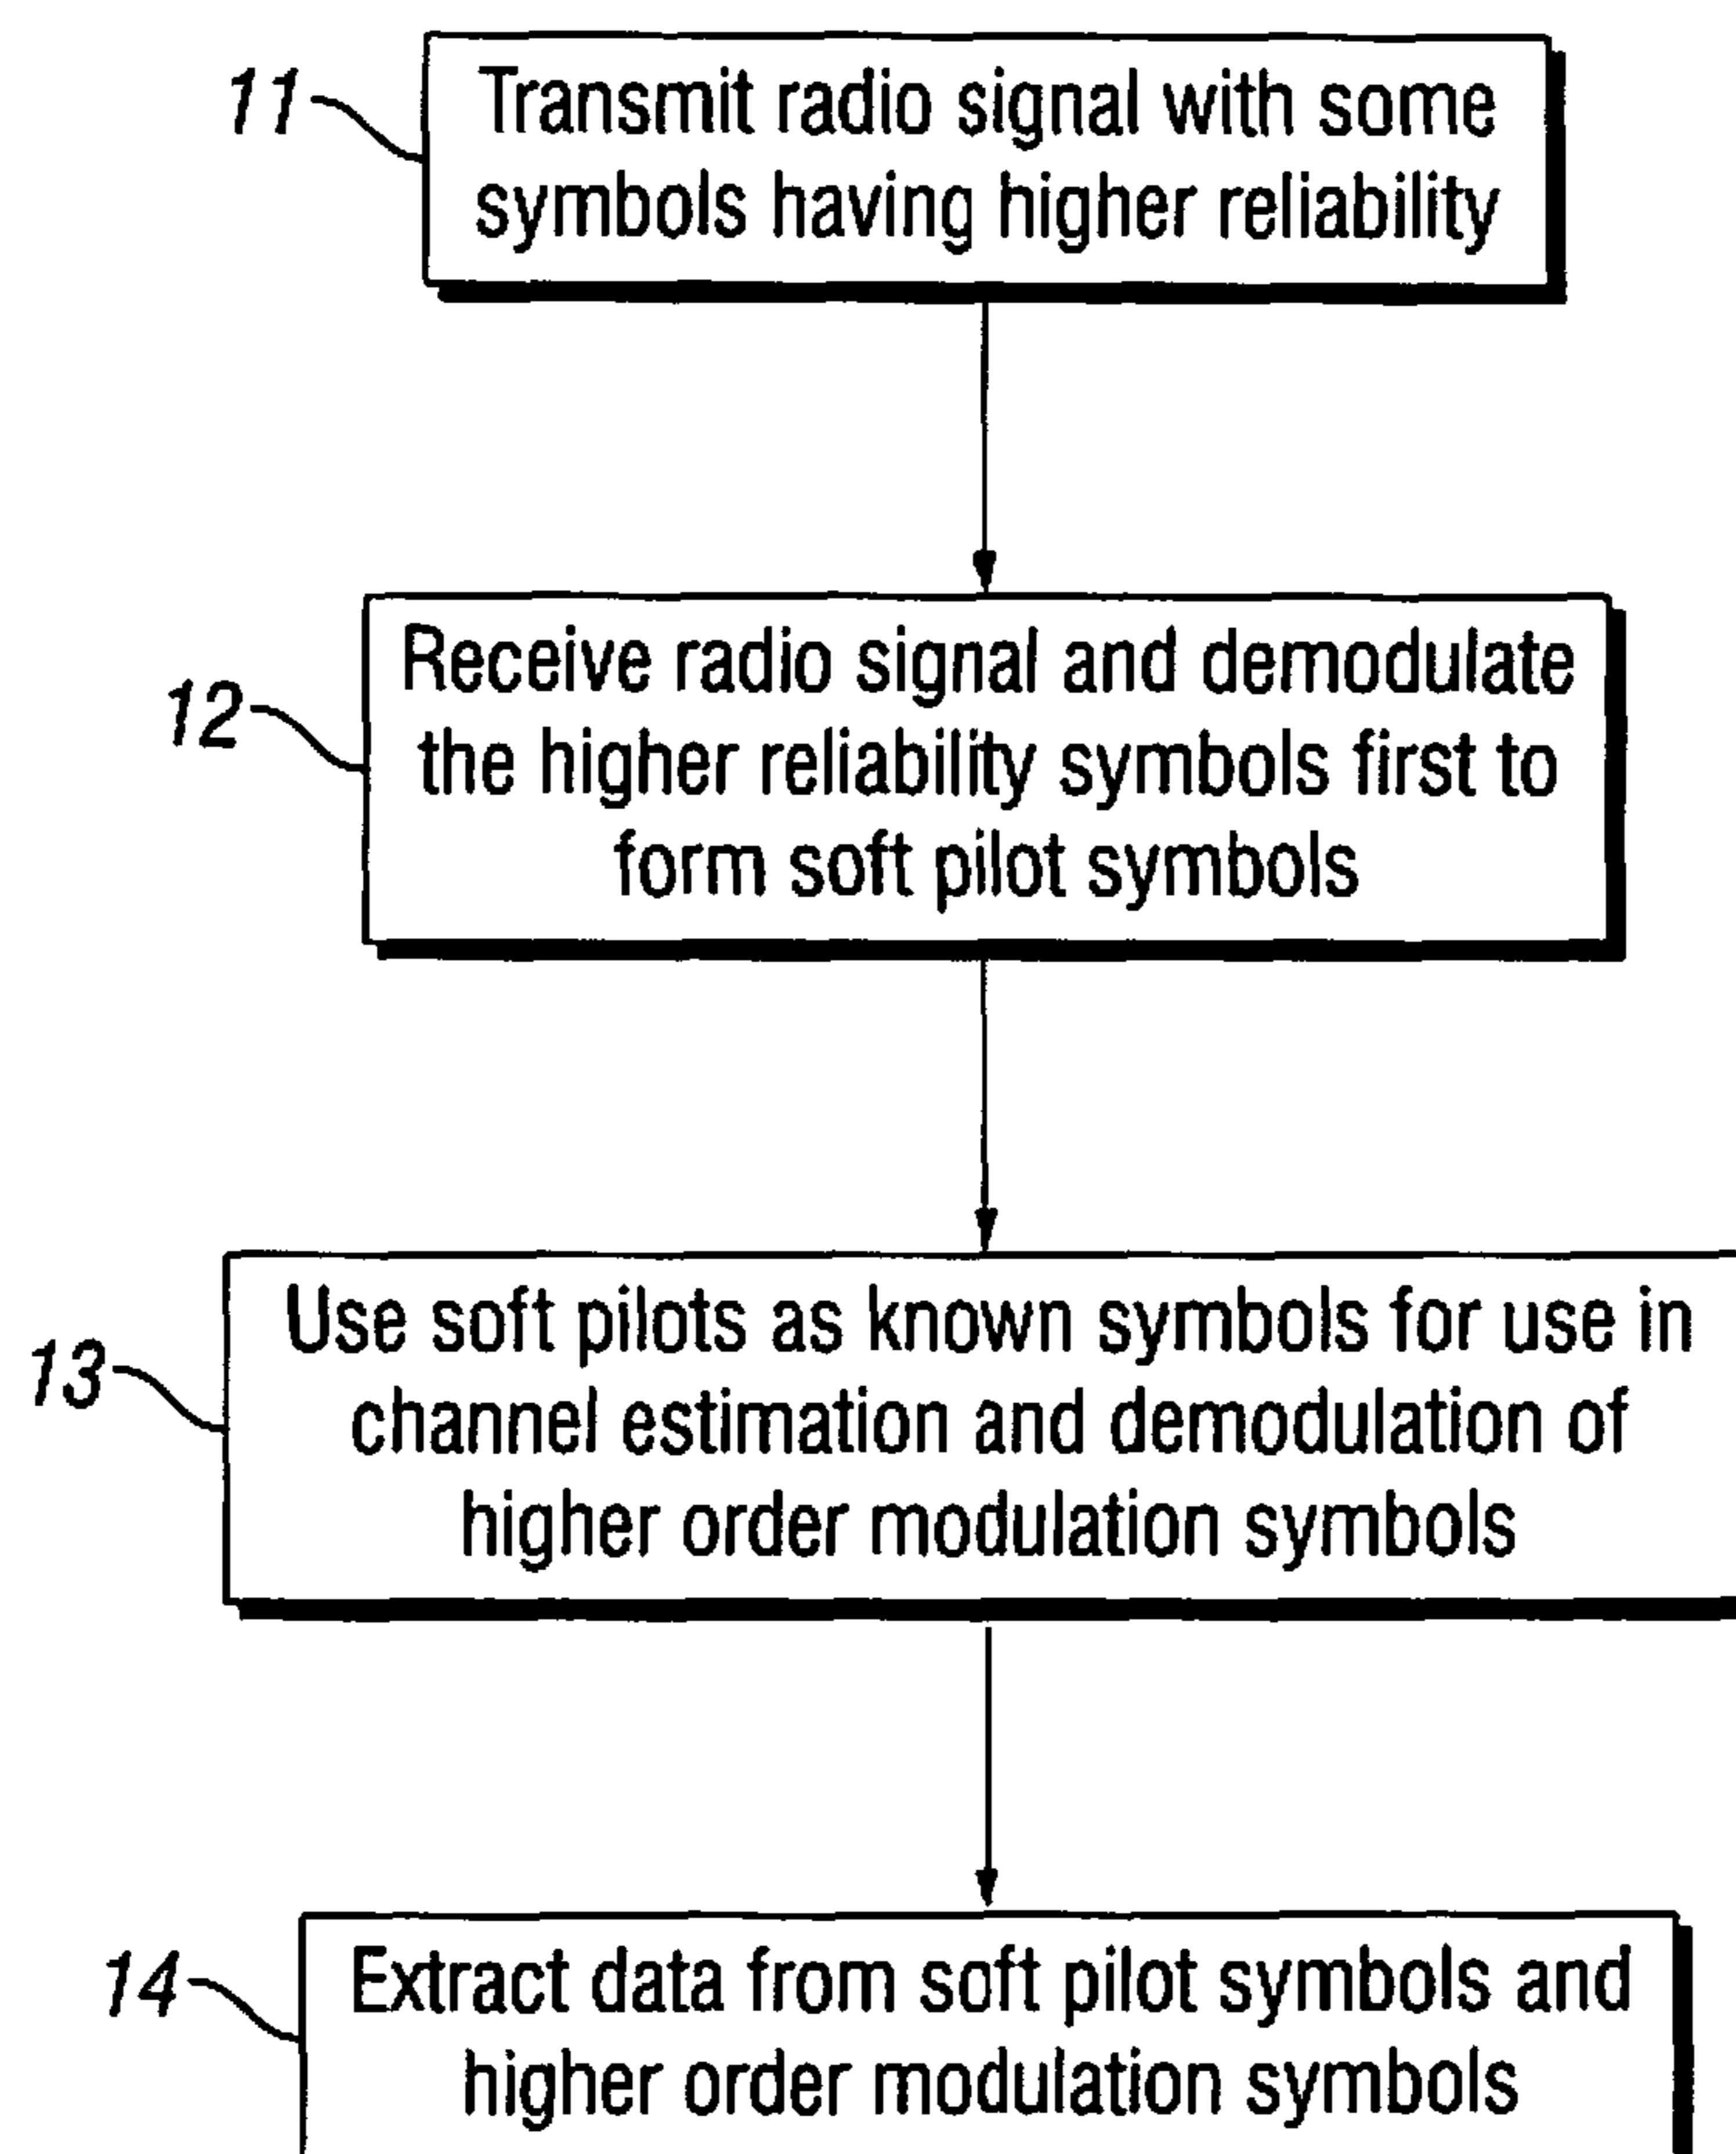 11
Transmit radio signal with some
symbols having higher reliability
12
Receive radio signal and demodulate
the higher reliability symbols first to
form soft pilot symbols
13
Use soft pilots as known symbols for use in
channel estimation and demodulation of
higher order modulation symbols
14
Extract data from soft pilot symbols and
higher order modulation symbols